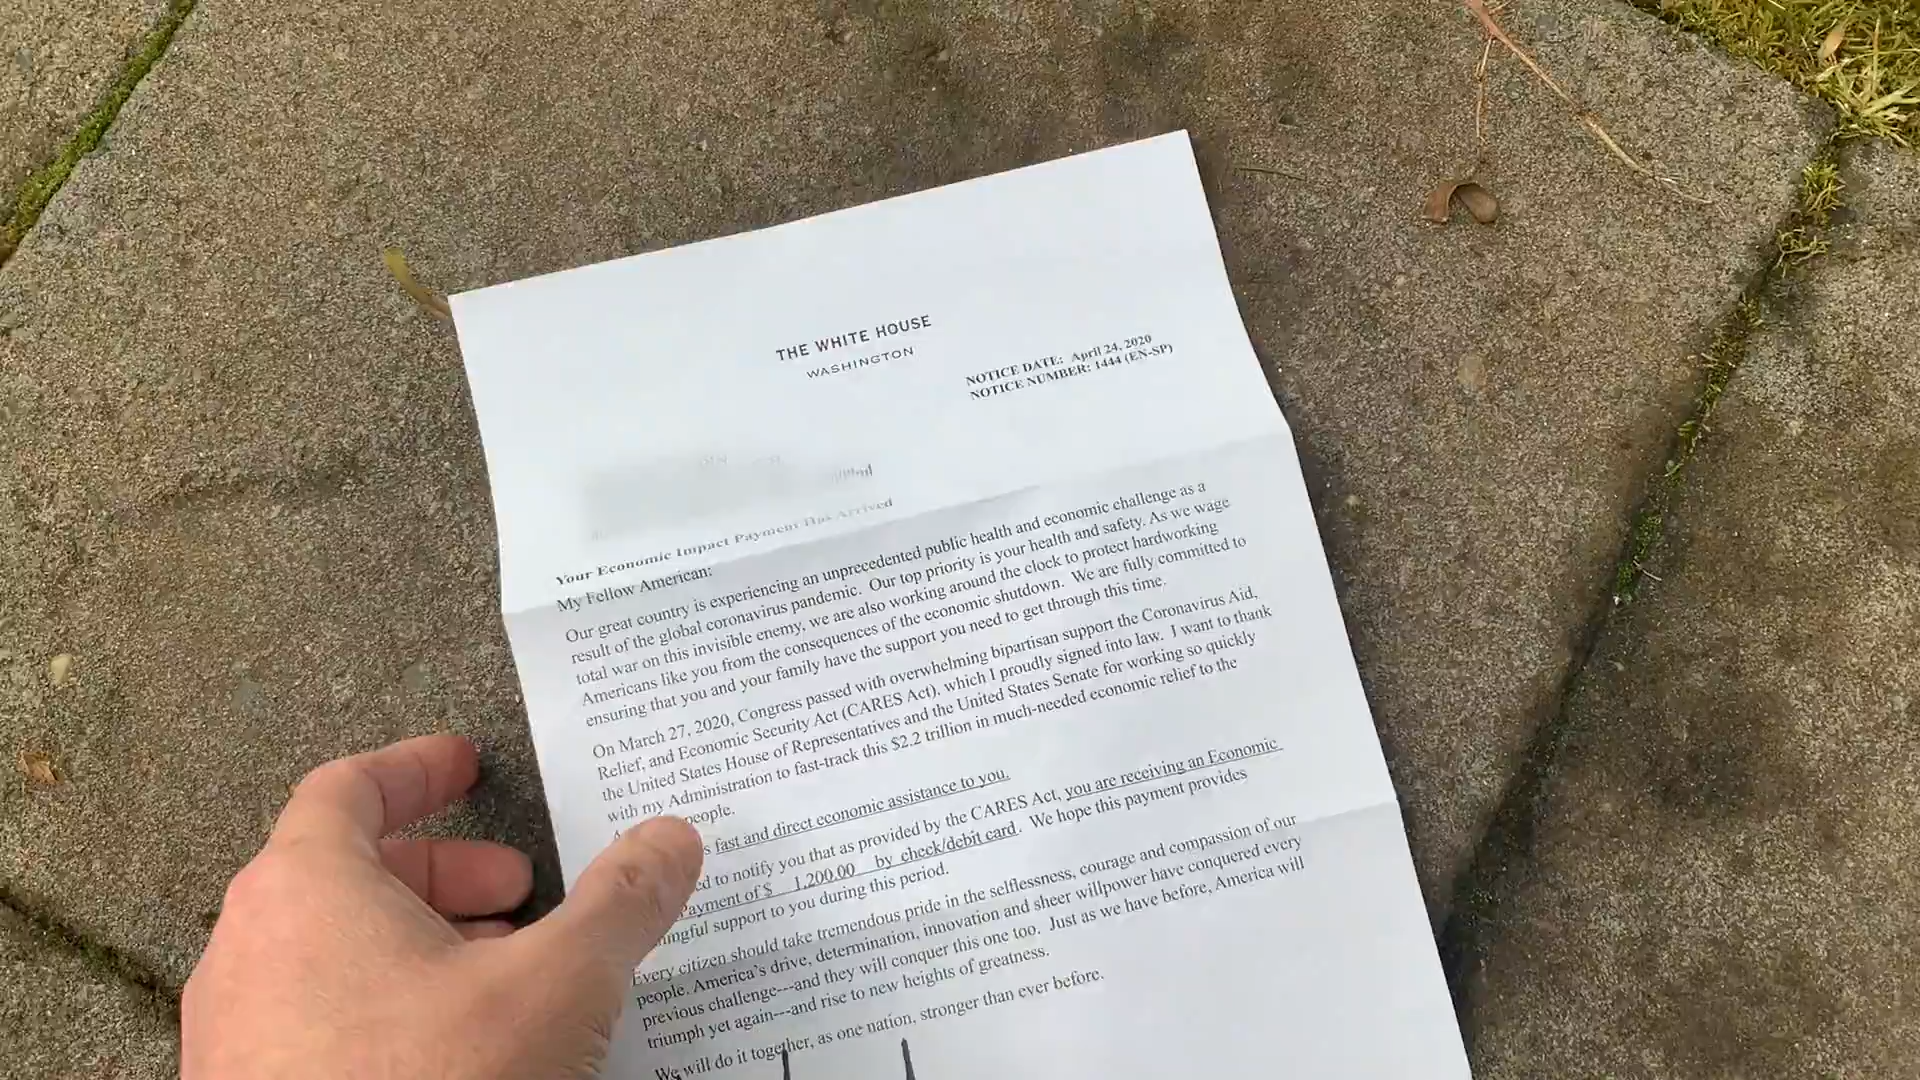 THE WHITE HOUSE
WASHINGTON
NOTICE DATE: April 24, 2020
NOTICE NUMBER: 1444 (EN-SP)
Your Economic Impact Payment Has Arrived
My Fellow American:
Our great country is experiencing an unprecedented public health and economic challenge as a
result of the global coronavirus pandemic. Our top priority is your health and safety. As we wage
total war on this invisible enemy, we are also working around the clock to protect hardworking
Americans like you from the consequences of the economic shutdown. We are fully committed to
ensuring that you and your family have the support you need to get through this time.
On March 27, 2020, Congress passed with overwhelming bipartisan support the Coronavirus Aid,
Relief, and Economic Security Act (CARES Act), which I proudly signed into law. I want to thank
the United States House of Representatives and the United States Senate for working so quickly
with my Administration to fast-track this $2.2 trillion in much-needed economic relief to the
people.
fast and direct economic assistance to you.
to notify you that as provided by the CARES Act, you are receiving an Economic
Payment of $ 1,200.00 by check/debit card. We hope this payment provides
support to you during this period.
Every citizen should take tremendous pride in the selflessness, courage and compassion of our
people. America's drive, determination, innovation and sheer willpower have conquered every
previous challenge---and they will conquer this one too. Just as we have before, America will
triumph yet again---and rise to new heights of greatness.
We will do it together, as one nation, stronger than ever before.